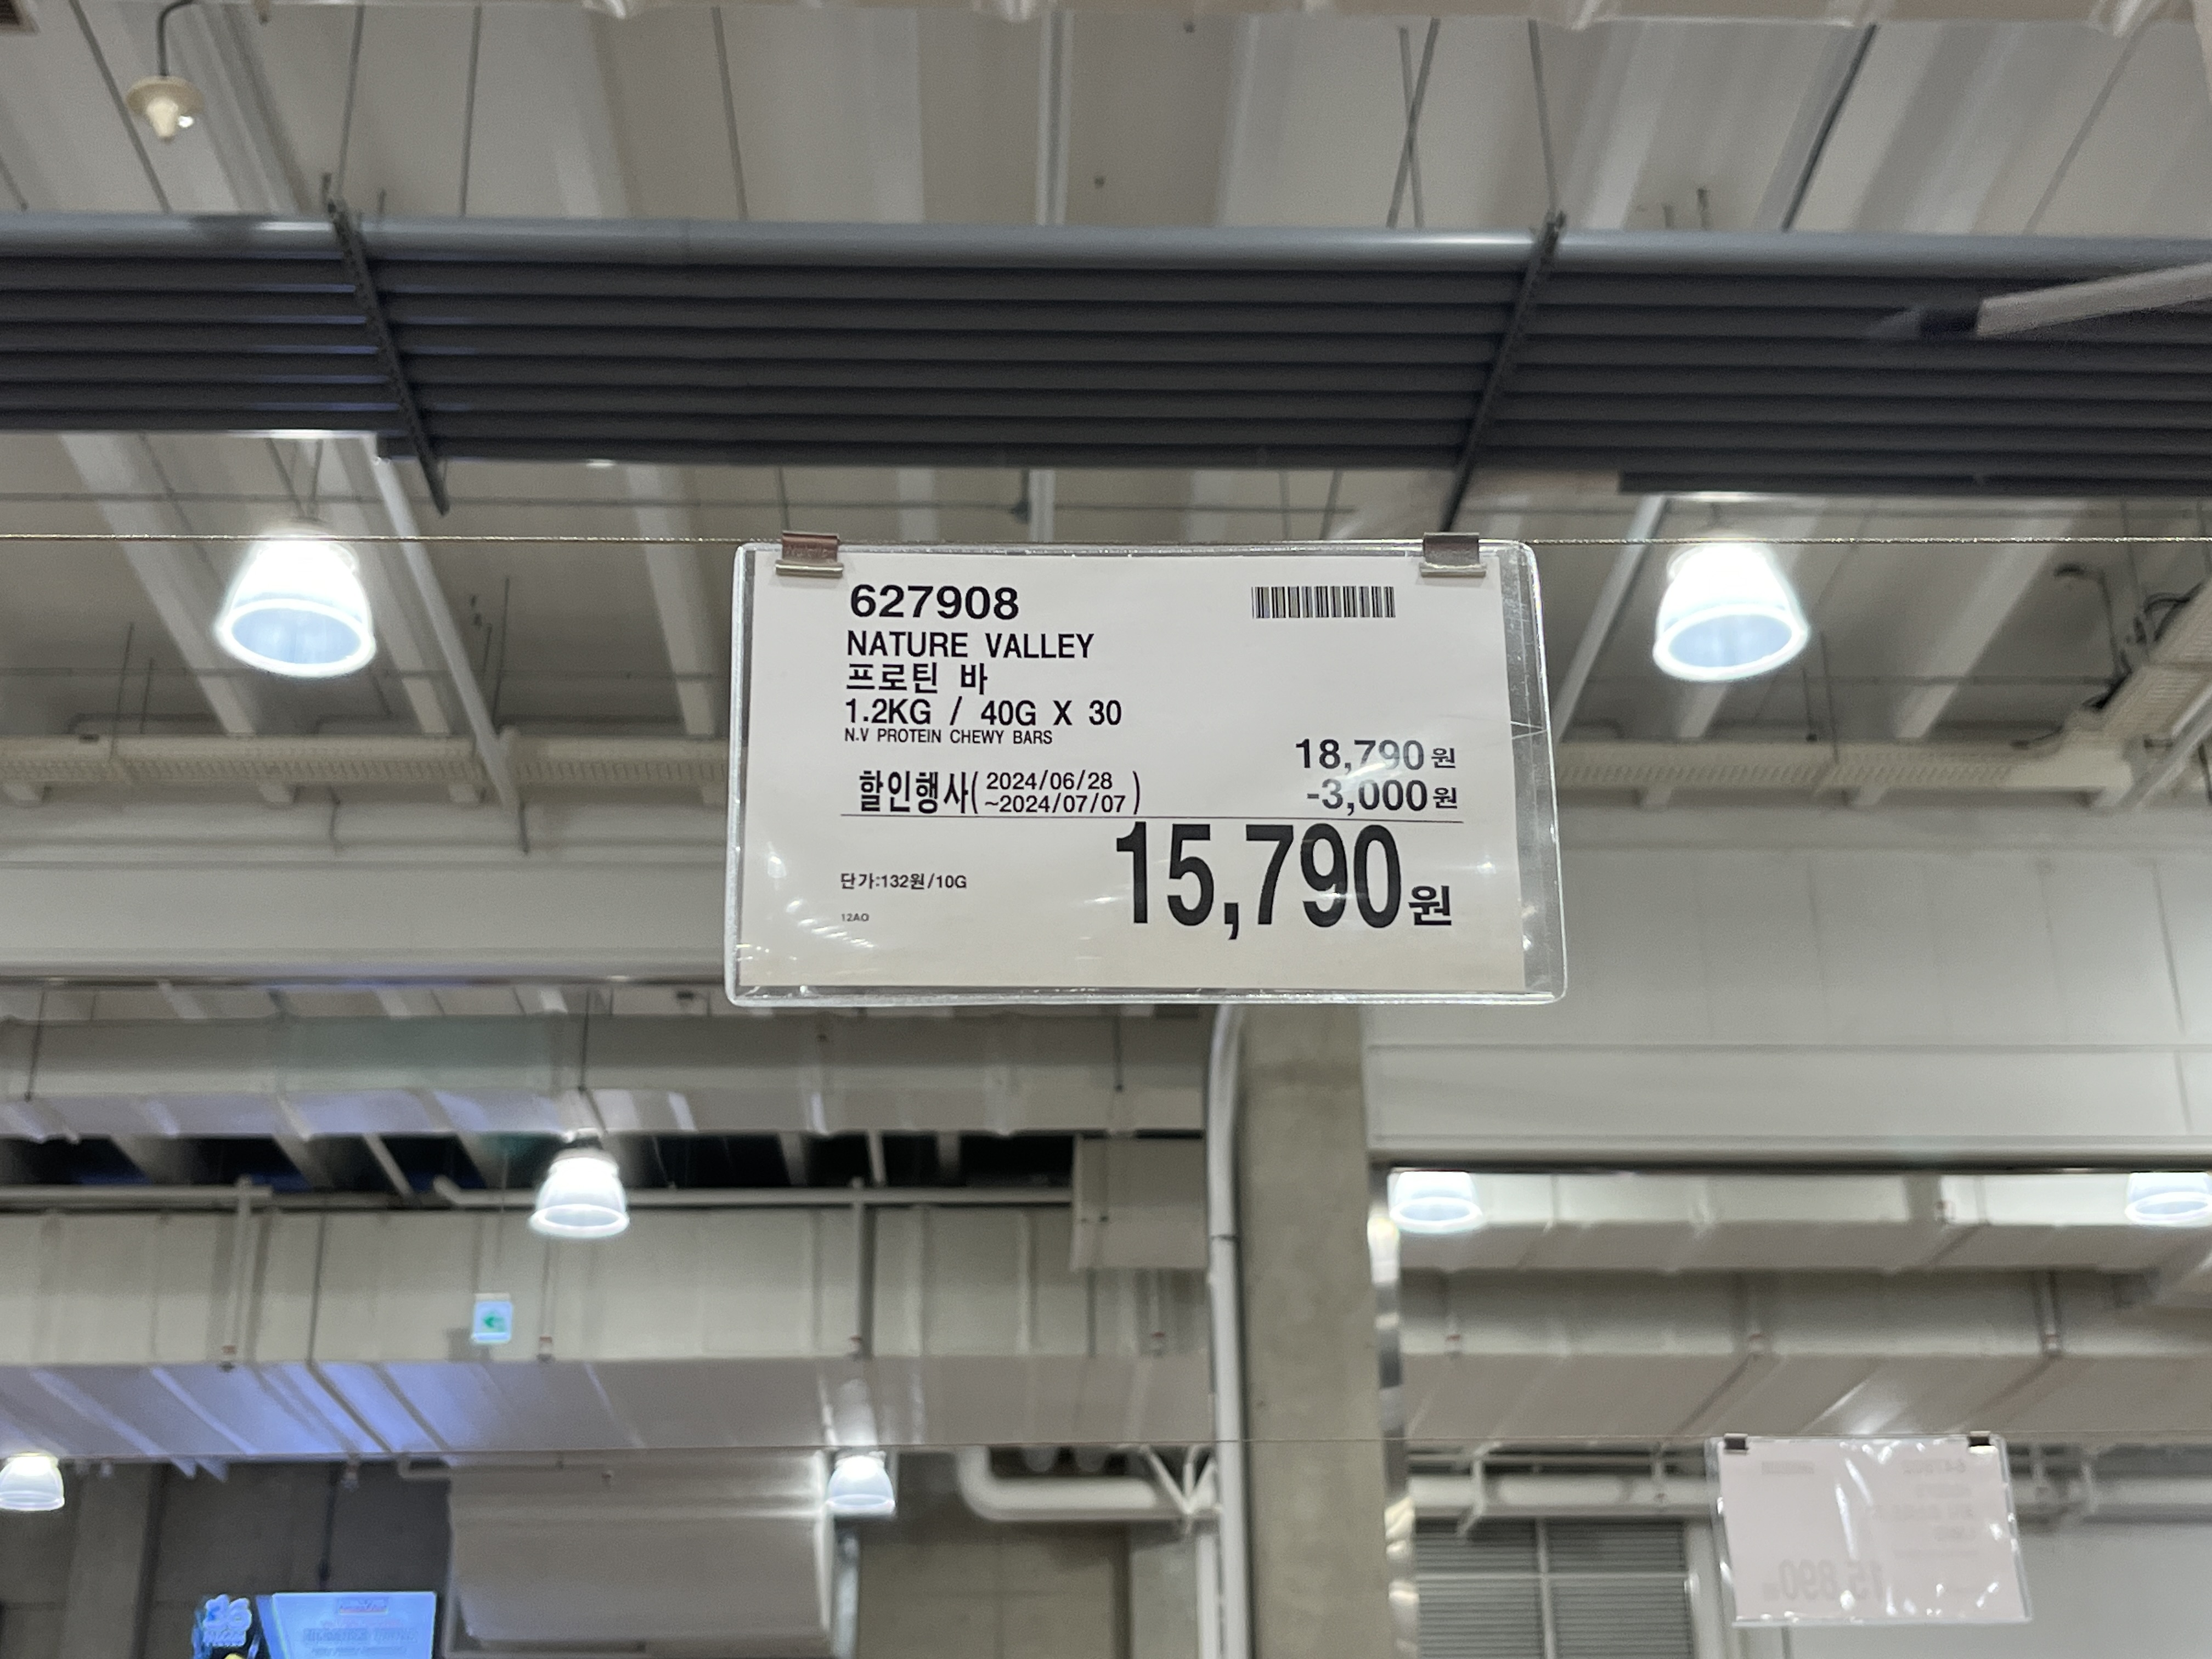 627908
NATURE VALLEY
프로틴 바
1.2KG / 40G X 30
N.V PROTEIN CHEWY BARS
18,790원
할인행사( 2024/06/28
~2024/07/07 )
-3,000원
15,790원
단가:132원/10G
12AO